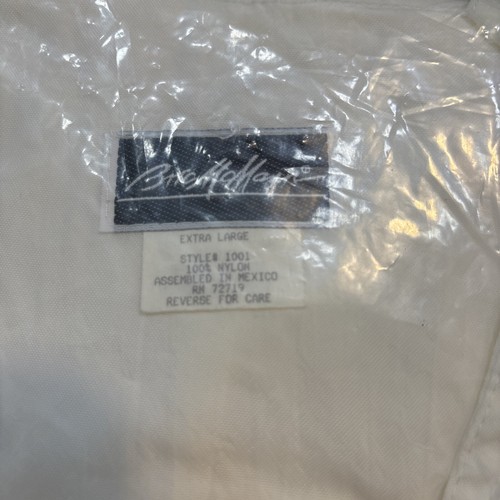 EXTRA LARGE
STYLE# 1001
100% NYLON
ASSEMBLED IN MEXICO
RN 72719
REVERSE FOR CARE